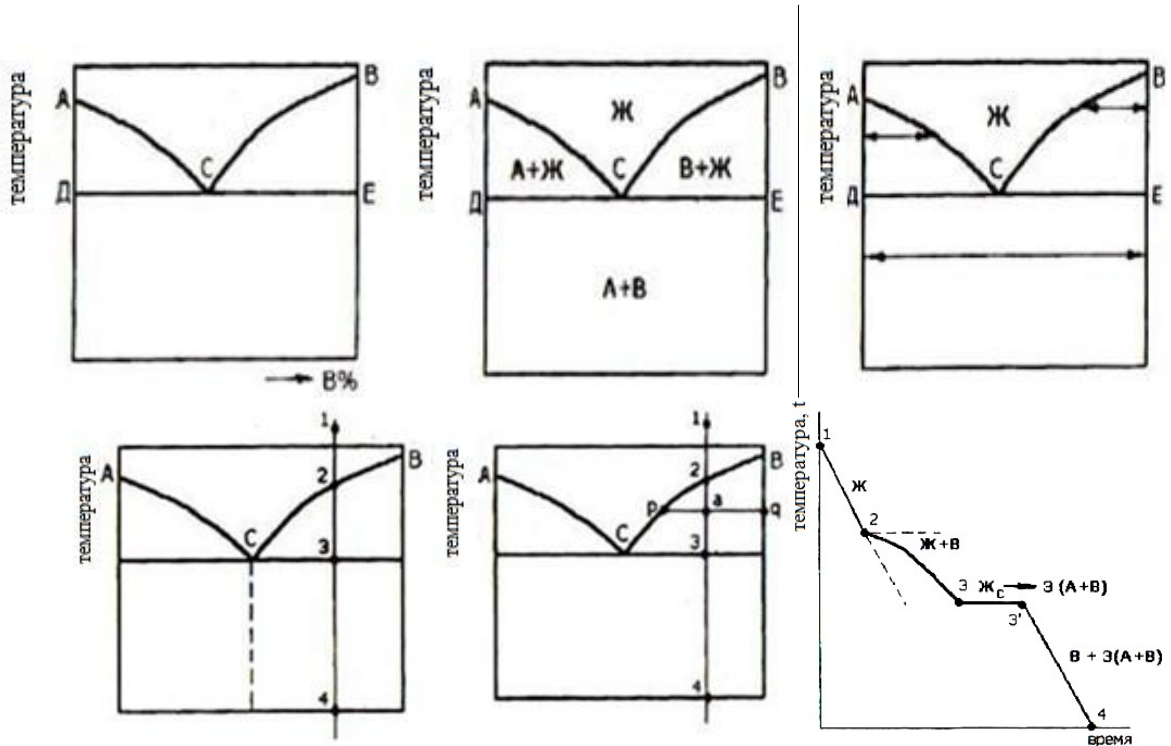 температура
А
В
С
Д
Е
В%
температура
А
В
Ж
А+Ж
С
В+Ж
Д
Е
А+В
температура
А
В
Ж
С
Д
Е
температура
1
А
В
2
С
3
4
температура
1
А
В
2
р
а
q
С
3
4
температура, t
1
Ж
2
Ж+В
3 Жс Э (А+В)
3'
В + Э(А+В)
4
время